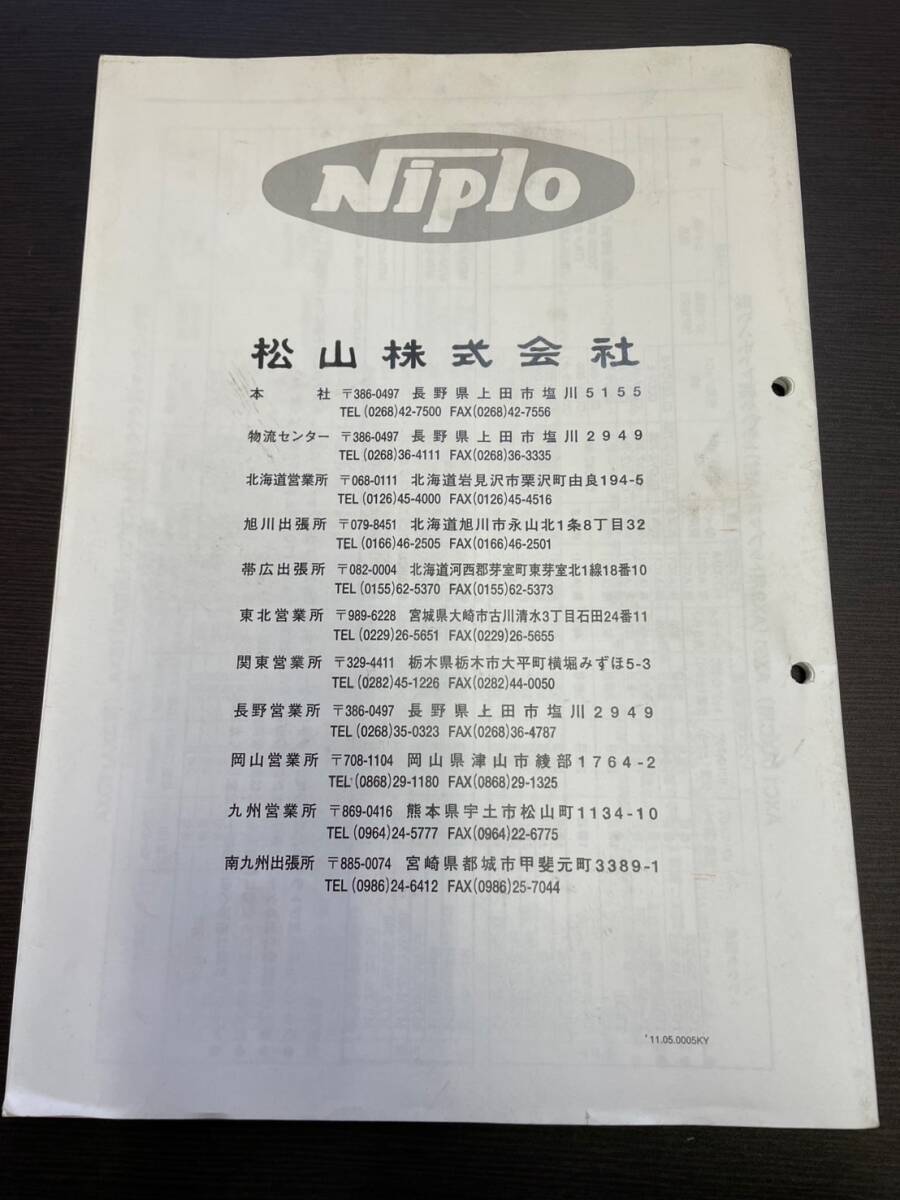 Niplo
松山株式会社
本社 〒386-0497 長野県上田市塩川5155
TEL (0268)42-7500 FAX(0268)42-7556
物流センター 〒386-0497 長野県上田市塩川2949
TEL (0268)36-4111 FAX(0268)36-3335
北海道営業所 〒068-0111 北海道岩見沢市栗沢町由良194-5
TEL (0126)45-4000 FAX(0126)45-4516
旭川出張所 〒079-8451 北海道旭川市永山北1条8丁目32
TEL (0166)46-2505 FAX(0166)46-2501
帯広出張所 〒082-0004 北海道河西郡芽室町東芽室北1線18番10
TEL (0155)62-5370 FAX(0155)62-5373
東北営業所 〒989-6228 宮城県大崎市古川清水3丁目石田24番11
TEL (0229)26-5651 FAX(0229)26-5655
関東営業所 〒329-4411 栃木県栃木市大平町横堀みずほ5-3
TEL (0282)45-1226 FAX(0282)44-0050
長野営業所 〒386-0497 長野県上田市塩川2949
TEL (0268)35-0323 FAX(0268)36-4787
岡山営業所 〒708-1104 岡山県津山市綾部1764-2
TEL (0868)29-1180 FAX(0868)29-1325
九州営業所 〒869-0416 熊本県宇土市松山町1134-10
TEL (0964)24-5777 FAX(0964)22-6775
南九州出張所 〒885-0074 宮崎県都城市甲斐元町3389-1
TEL (0986)24-6412 FAX(0986)25-7044
'11.05.0005KY